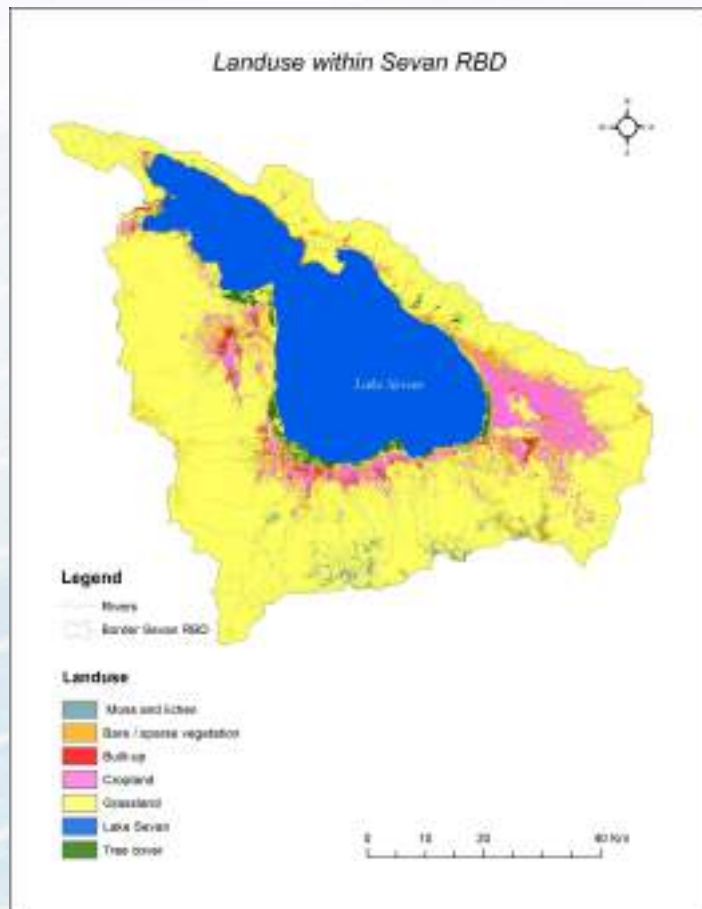 Landuse within Sevan RBD
Lake Sevan
Legend
Rivers
Border Sevan RBD
Landuse
Moss and lichen
Bare / sparse vegetation
Built-up
Cropland
Grassland
Lake Sevan
Tree cover
0 10 20 40 Km